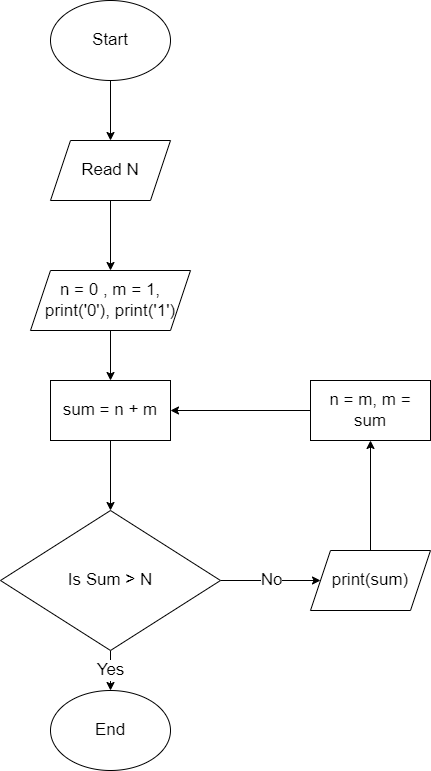 Start
Read N
n = 0 , m = 1,
print('0'), print('1')
sum = n + m
n = m, m =
sum
Is Sum > N
No
print(sum)
Yes
End